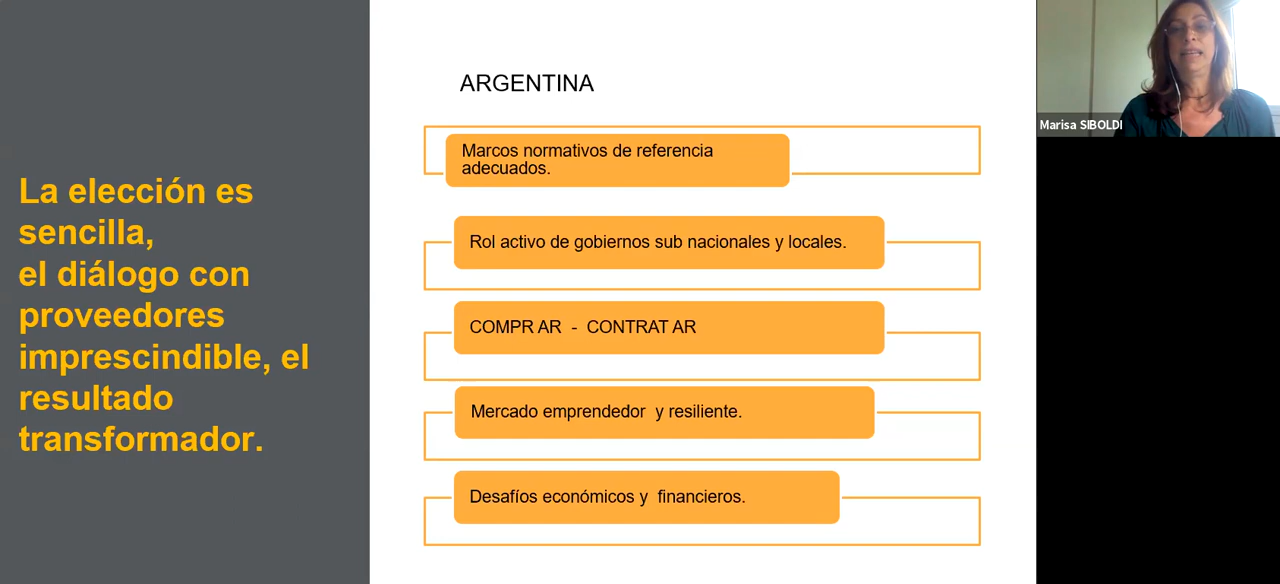 La elección es
sencilla,
el diálogo con
proveedores
imprescindible, el
resultado
transformador.
ARGENTINA
Marcos normativos de referencia
adecuados.
Rol activo de gobiernos sub nacionales y locales.
COMPR AR - CONTRAT AR
Mercado emprendedor y resiliente.
Desafíos económicos y financieros.
Marisa SIBOLDI